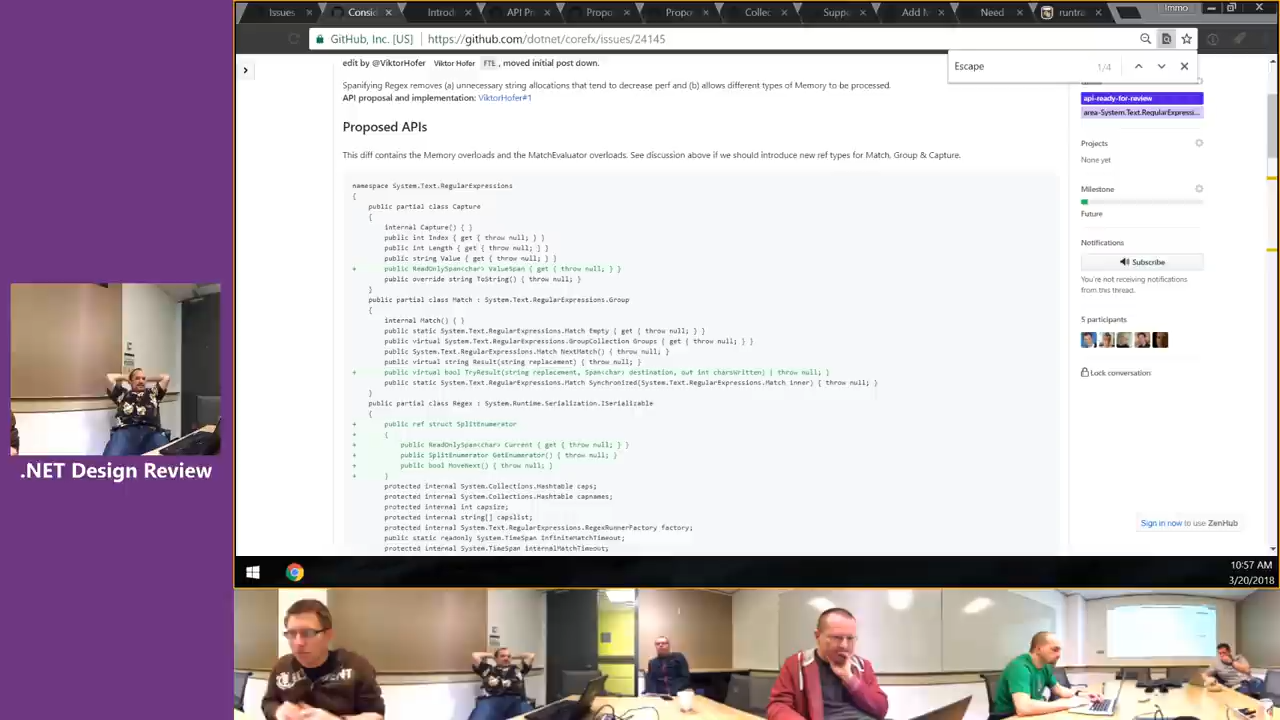 Issues
Consid
Introdu
API Pr
Propo
Propo
Collec
Suppo
Add M
Need
runtra
Immo
GitHub, Inc. [US]
https://github.com/dotnet/corefx/issues/24145
Escape
1/4
edit by @ViktorHofer Viktor Hofer FTE , moved initial post down.
Spanifying Regex removes (a) unnecessary string allocations that tend to decrease perf and (b) allows different types of Memory to be processed.
API proposal and implementation: ViktorHofer#1
Proposed APIs
This diff contains the Memory overloads and the MatchEvaluator overloads. See discussion above if we should introduce new ref types for Match, Group & Capture.
namespace System.Text.RegularExpressions
{
public partial class Capture
{
internal Capture() { }
public int Index { get { throw null; } }
public int Length { get { throw null; } }
public string Value { get { throw null; } }
+ public ReadOnlySpan<char> ValueSpan { get { throw null; } }
public override string ToString() { throw null; }
}
public partial class Match : System.Text.RegularExpressions.Group
{
internal Match() { }
public static System.Text.RegularExpressions.Match Empty { get { throw null; } }
public virtual System.Text.RegularExpressions.GroupCollection Groups { get { throw null; } }
public System.Text.RegularExpressions.Match NextMatch() { throw null; }
public virtual string Result(string replacement) { throw null; }
+ public virtual bool TryResult(string replacement, Span<char> destination, out int charsWritten) { throw null; }
public static System.Text.RegularExpressions.Match Synchronized(System.Text.RegularExpressions.Match inner) { throw null; }
}
public partial class Regex : System.Runtime.Serialization.ISerializable
{
+ public ref struct SplitEnumerator
+ {
+ public ReadOnlySpan<char> Current { get { throw null; } }
+ public SplitEnumerator GetEnumerator() { throw null; }
+ public bool MoveNext() { throw null; }
+ }
protected internal System.Collections.Hashtable caps;
protected internal System.Collections.Hashtable capnames;
protected internal int capsize;
protected internal string[] capslist;
protected internal System.Text.RegularExpressions.RegexRunnerFactory factory;
public static readonly System.TimeSpan InfiniteMatchTimeout;
protected internal System.TimeSpan internalMatchTimeout;
api-ready-for-review
area-System.Text.RegularExpressi...
Projects
None yet
Milestone
Future
Notifications
Subscribe
You're not receiving notifications
from this thread.
5 participants
Lock conversation
Sign in now to use ZenHub
.NET Design Review
10:57 AM
3/20/2018